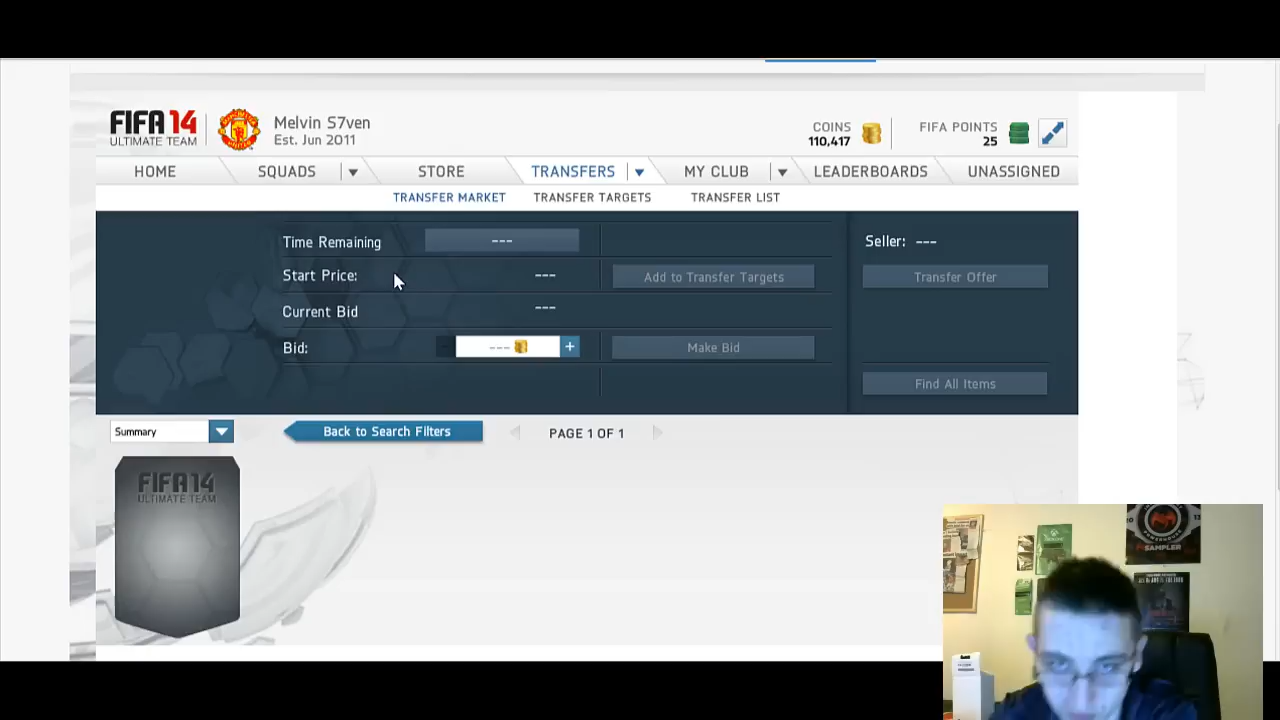 FIFA 14
ULTIMATE TEAM
Melvin S7ven
Est. Jun 2011
COINS
110,417
FIFA POINTS
25
HOME
SQUADS
STORE
TRANSFERS
MY CLUB
LEADERBOARDS
UNASSIGNED
TRANSFER MARKET
TRANSFER TARGETS
TRANSFER LIST
Time Remaining ---
Seller: ---
Start Price: ---
Add to Transfer Targets
Transfer Offer
Current Bid ---
Bid: --- +
Make Bid
Find All Items
Summary
Back to Search Filters
PAGE 1 OF 1
FIFA 14
ULTIMATE TEAM
SAMPLER